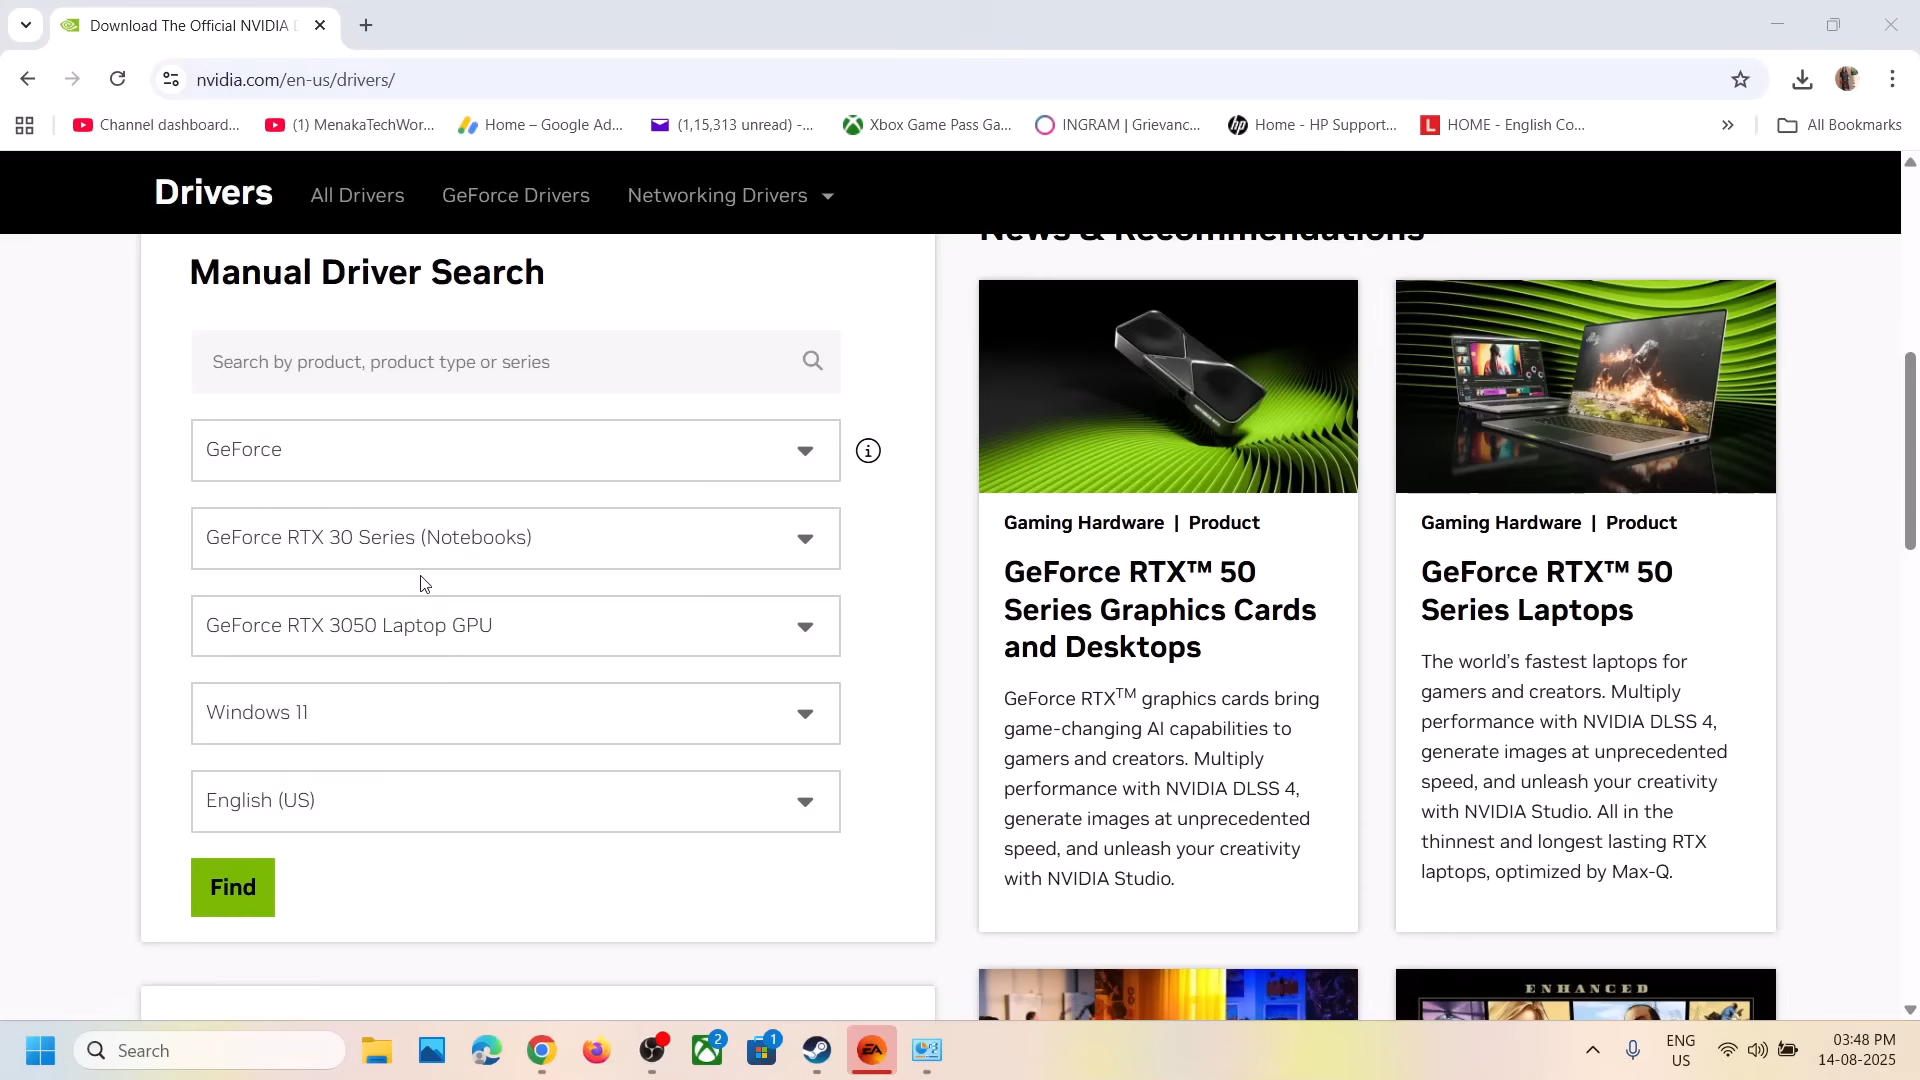 Download The Official NVIDIA D
nvidia.com/en-us/drivers/
Channel dashboard...
(1) MenakaTechWor...
Home – Google Ad...
(1,15,313 unread) -...
Xbox Game Pass Ga...
INGRAM | Grievanc...
Home - HP Support...
HOME - English Co...
All Bookmarks
Drivers
All Drivers
GeForce Drivers
Networking Drivers
News & Recommendations
Manual Driver Search
Search by product, product type or series
GeForce
GeForce RTX 30 Series (Notebooks)
GeForce RTX 3050 Laptop GPU
Windows 11
English (US)
Find
Gaming Hardware | Product
GeForce RTX™ 50
Series Graphics Cards
and Desktops
GeForce RTX™ graphics cards bring
game-changing AI capabilities to
gamers and creators. Multiply
performance with NVIDIA DLSS 4,
generate images at unprecedented
speed, and unleash your creativity
with NVIDIA Studio.
Gaming Hardware | Product
GeForce RTX™ 50
Series Laptops
The world's fastest laptops for
gamers and creators. Multiply
performance with NVIDIA DLSS 4,
generate images at unprecedented
speed, and unleash your creativity
with NVIDIA Studio. All in the
thinnest and longest lasting RTX
laptops, optimized by Max-Q.
ENHANCED
Search
2
1
EA
ENG
US
03:48 PM
14-08-2025